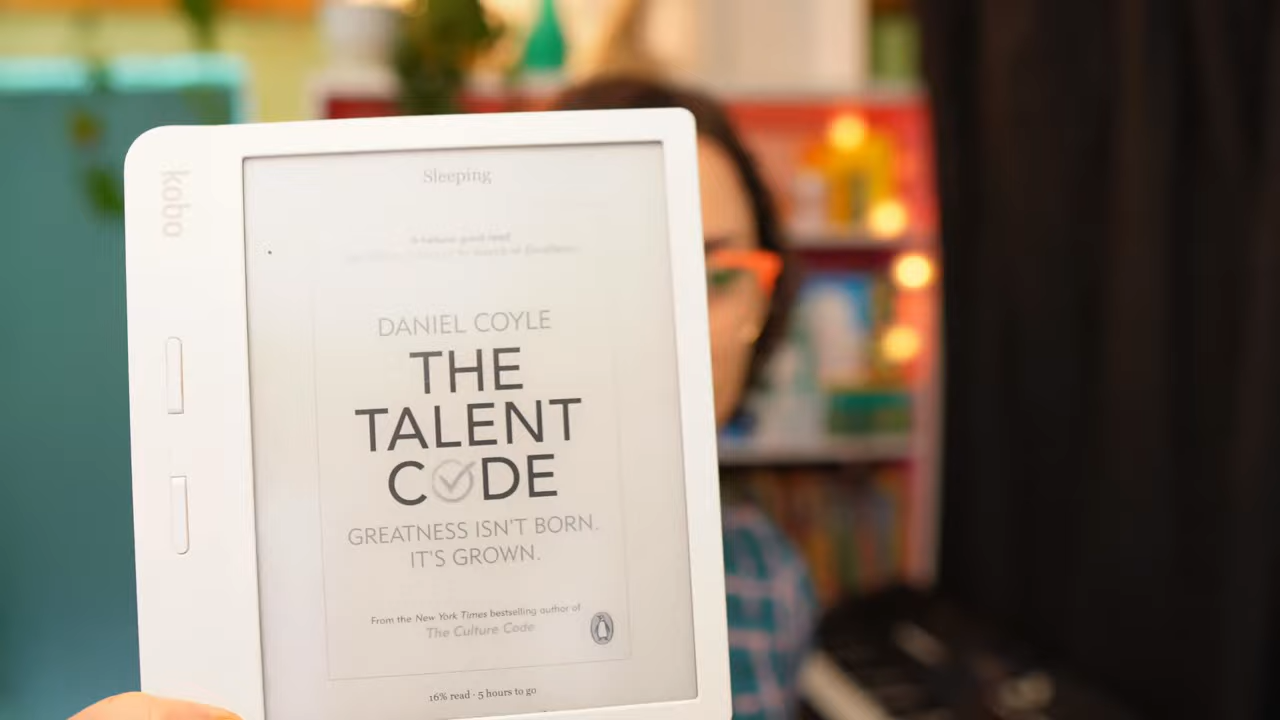 kobo
Sleeping
DANIEL COYLE
THE
TALENT
CODE
GREATNESS ISN'T BORN.
IT'S GROWN.
From the New York Times bestselling author of
The Culture Code
16% read · 5 hours to go